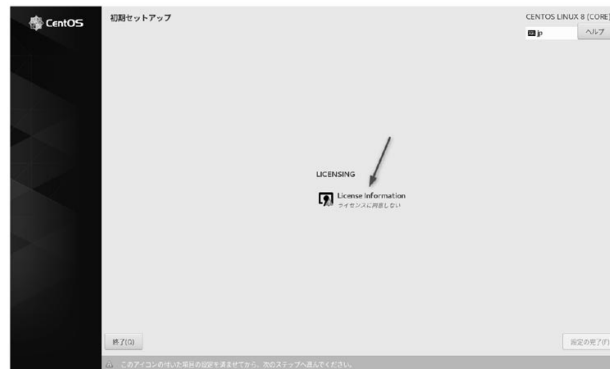 CentOS
初期セットアップ
CENTOS LINUX 8 (CORE)
jp
ヘルプ
LICENSING
License Information
ライセンスに同意しない
終了(Q)
設定の完了(F)
このアイコンの付いた項目の設定を済ませてから、次のステップへ進んでください。